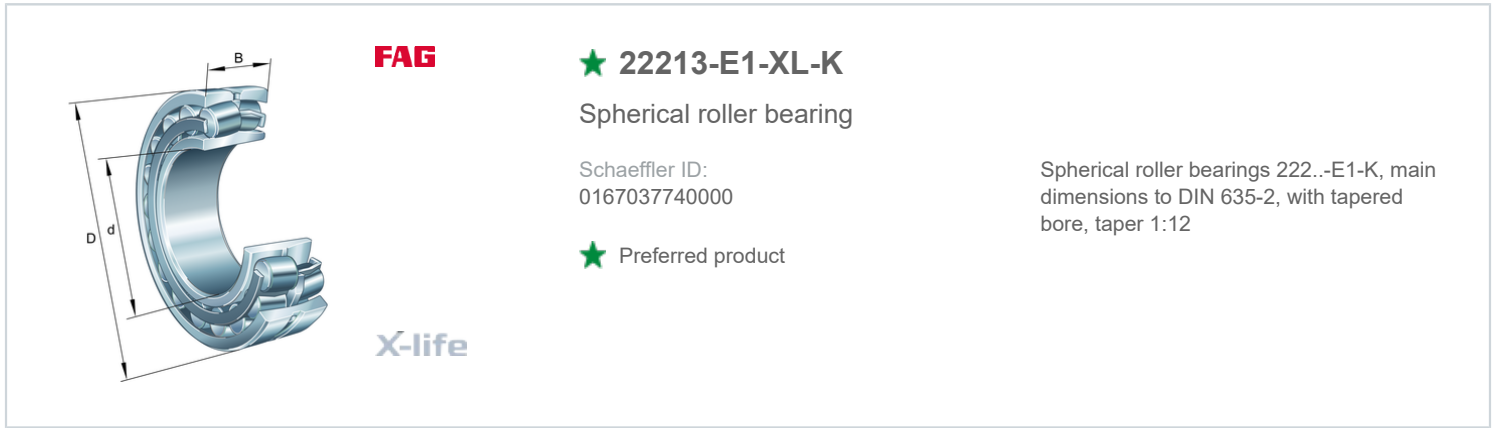 B
D
d
FAG
X-life
22213-E1-XL-K
Spherical roller bearing
Schaeffler ID:
0167037740000
Preferred product
Spherical roller bearings 222..-E1-K, main
dimensions to DIN 635-2, with tapered
bore, taper 1:12